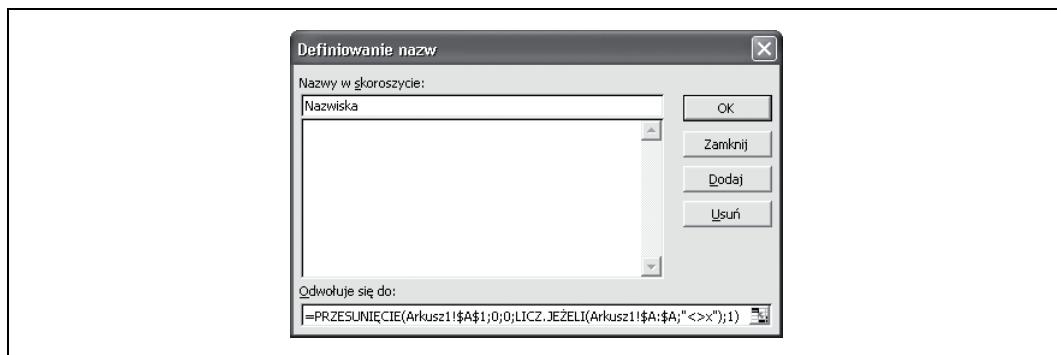 Definiowanie nazw
Nazwy w skoroszycie:
Nazwiska
OK
Zamknij
Dodaj
Usuń
Odwołuje się do:
=PRZESUNIĘCIE(Arkusz1!$A$1;0;0;LICZ.JEŻELI(Arkusz1!$A:$A;"<>x");1)